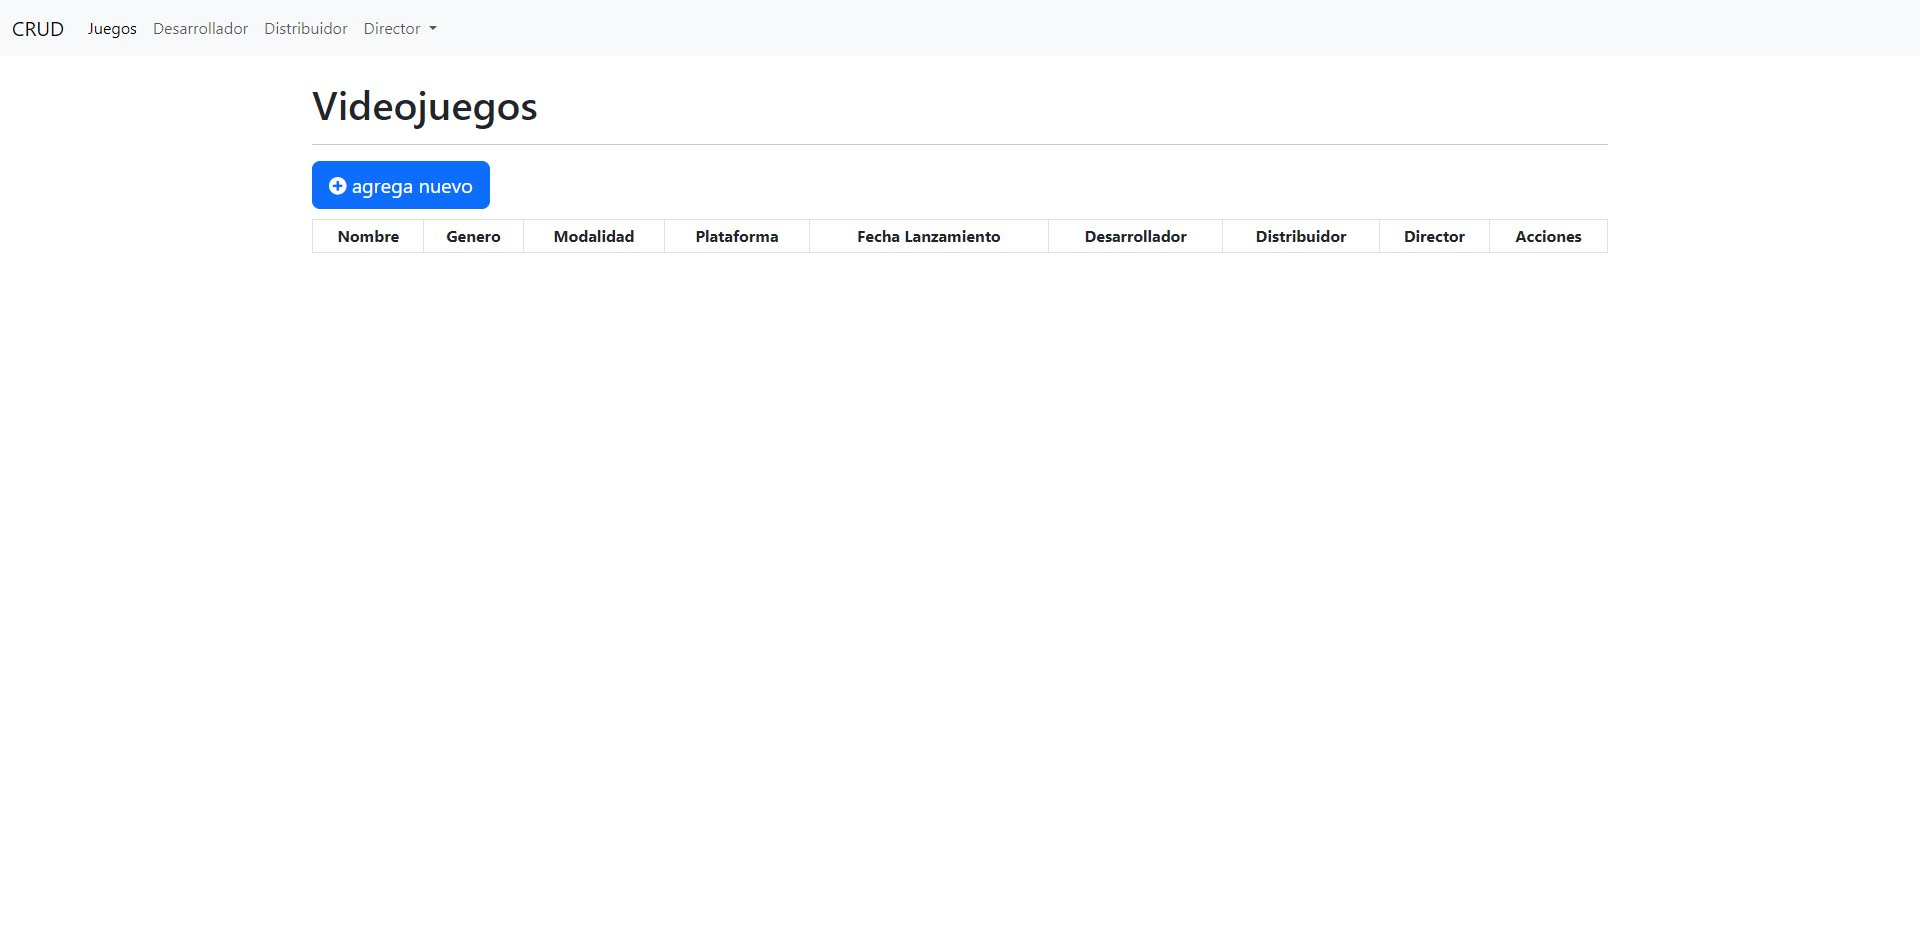 CRUD Juegos Desarrollador Distribuidor Director
Videojuegos
agrega nuevo
Nombre Genero Modalidad Plataforma Fecha Lanzamiento Desarrollador Distribuidor Director Acciones